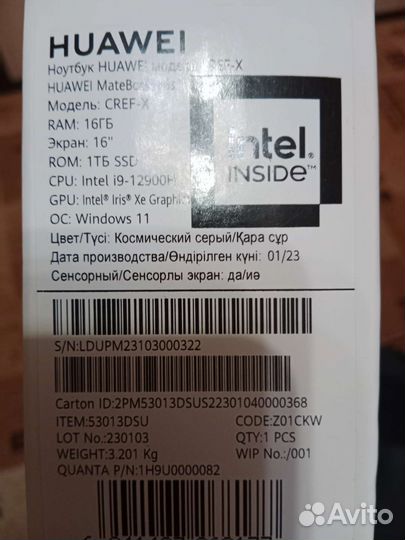 HUAWEI
Ноутбук HUAWEI CREF-X
HUAWEI
Модель: CREF-X
RAM: 16ГБ
Экран: 16"
ROM: 1ТБ SSD
CPU: Intel i9-12900H
GPU: Intel® Iris® Xe
ОС: Windows 11
intel.
INSIDE™
Цвет/Түсі: Космический серый/Қара сұр
Дата производства/Өндірілген күні: 01/23
Сенсорный/Сенсорлы экран: да/иә
S/N:LDUPM23103000322
Carton ID:2PM53013DSUS22301040000368
ITEM:53013DSU CODE:Z01CKW
LOT No.:230103 QTY:1 PCS
WEIGHT:3.201 Kg WIP No.:/001
QUANTA P/N:1H9U0000082
Avito